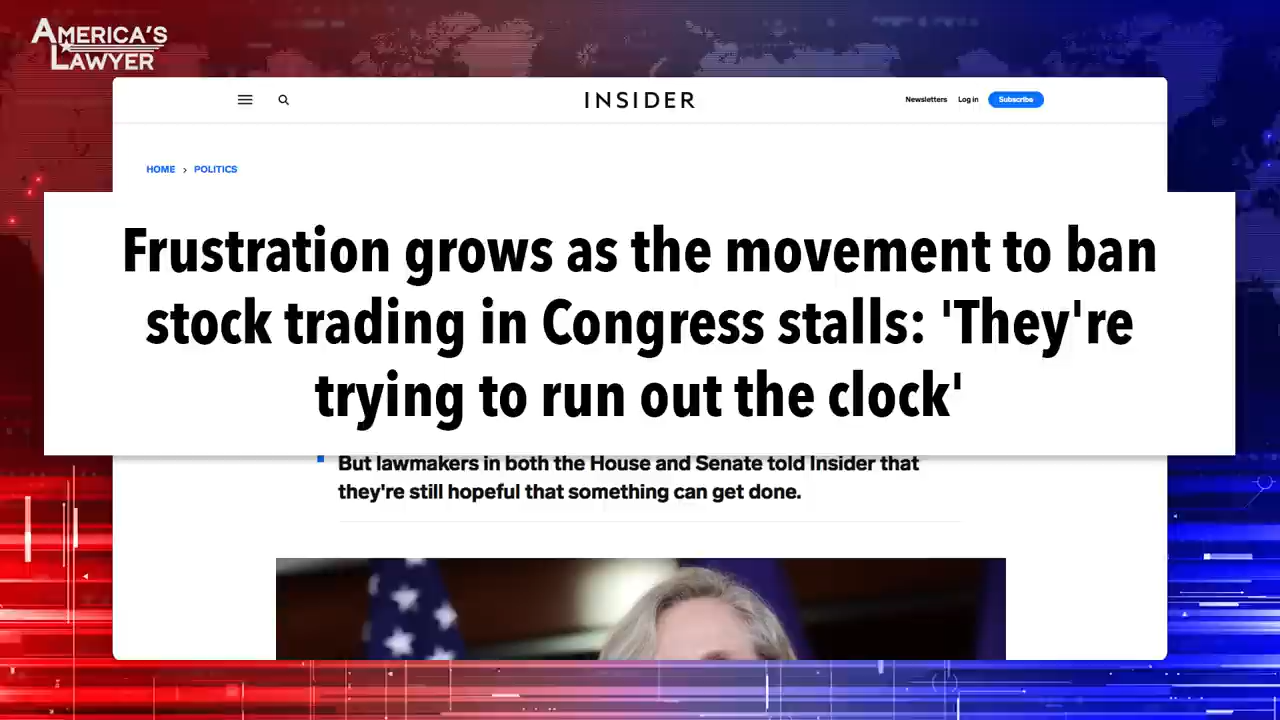 AMERICA'S
LAWYER
INSIDER
Newsletters Log in Subscribe
HOME > POLITICS
Frustration grows as the movement to ban
stock trading in Congress stalls: 'They're
trying to run out the clock'
But lawmakers in both the House and Senate told Insider that
they're still hopeful that something can get done.